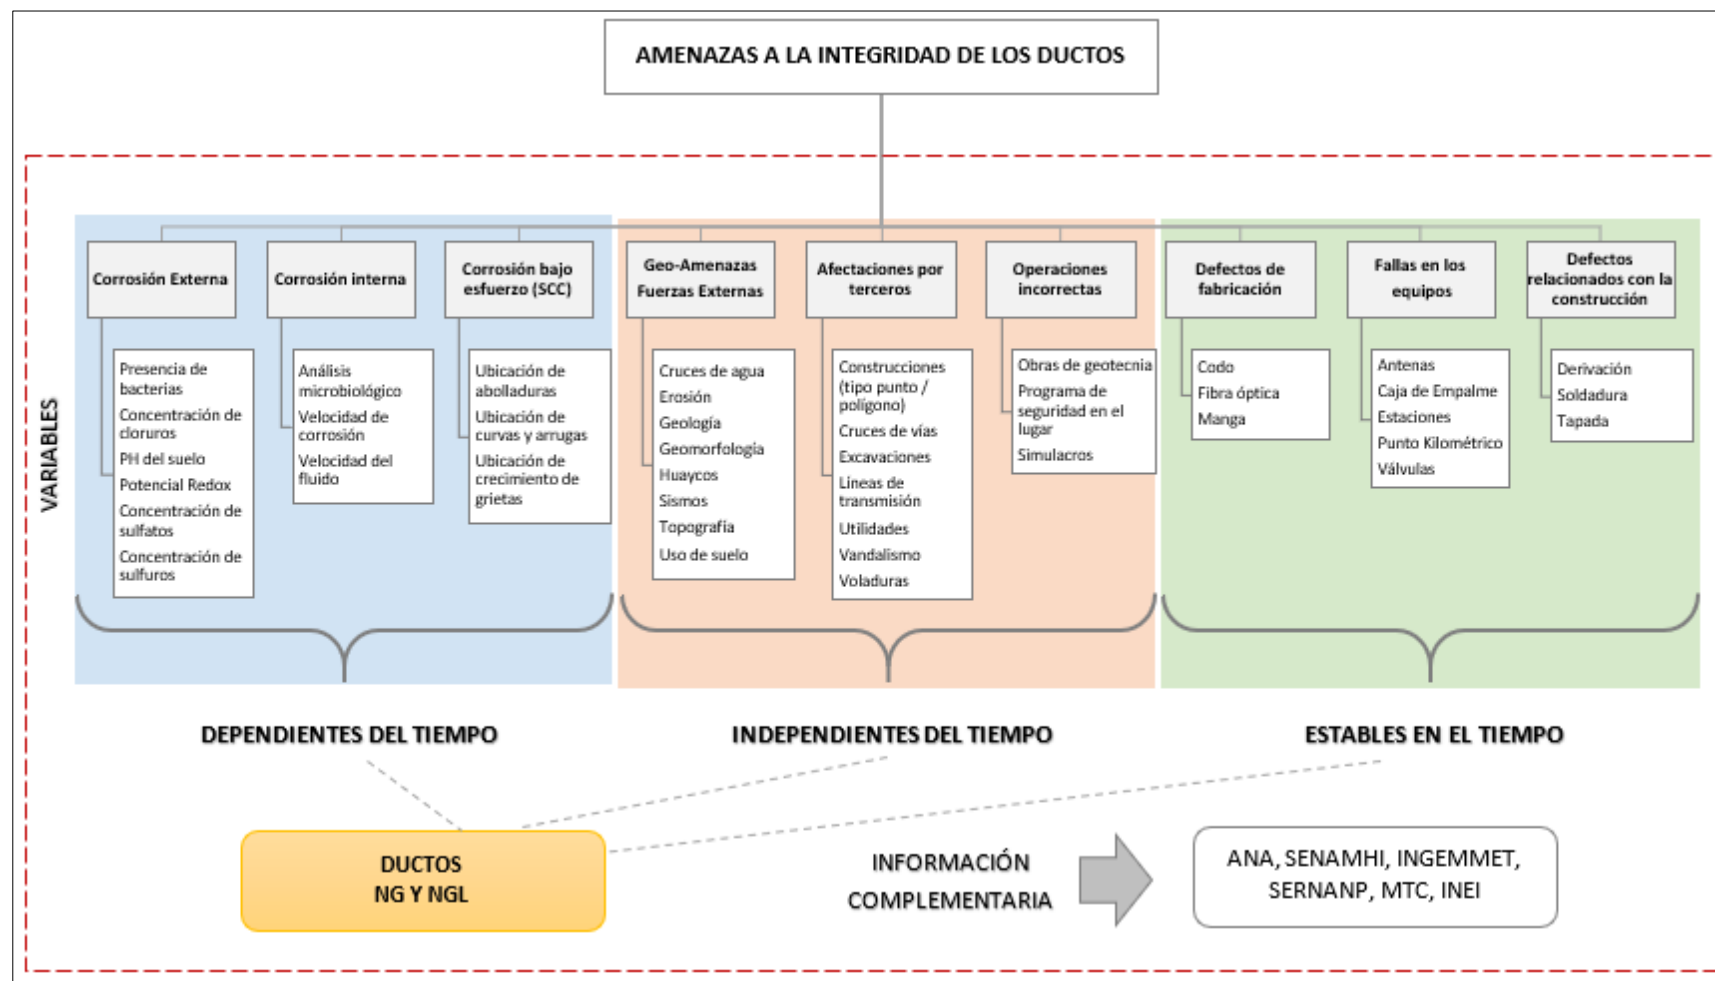 AMENAZAS A LA INTEGRIDAD DE LOS DUCTOS
VARIABLES
Corrosión Externa
Presencia de
bacterias
Concentración de
cloruros
PH del suelo
Potencial Redox
Concentración de
sulfatos
Concentración de
sulfuros
Corrosión interna
Análisis
microbiológico
Velocidad de
corrosión
Velocidad del
fluido
Corrosión bajo
esfuerzo (SCC)
Ubicación de
abolladuras
Ubicación de
curvas y arrugas
Ubicación de
crecimiento de
grietas
Geo-Amenazas
Fuerzas Externas
Cruces de agua
Erosión
Geología
Geomorfología
Huaycos
Sismos
Topografía
Uso de suelo
Afectaciones por
terceros
Construcciones
(tipo punto /
polígono)
Cruces de vías
Excavaciones
Líneas de
transmisión
Utilidades
Vandalismo
Voladuras
Operaciones
incorrectas
Obras de geotecnia
Programa de
seguridad en el
lugar
Simulacros
Defectos de
fabricación
Codo
Fibra óptica
Manga
Fallas en los
equipos
Antenas
Caja de Empalme
Estaciones
Punto Kilométrico
Válvulas
Defectos
relacionados con la
construcción
Derivación
Soldadura
Tapada
DEPENDIENTES DEL TIEMPO
INDEPENDIENTES DEL TIEMPO
ESTABLES EN EL TIEMPO
DUCTOS
NG Y NGL
INFORMACIÓN
COMPLEMENTARIA
ANA, SENAMHI, INGEMMET,
SERNANP, MTC, INEI